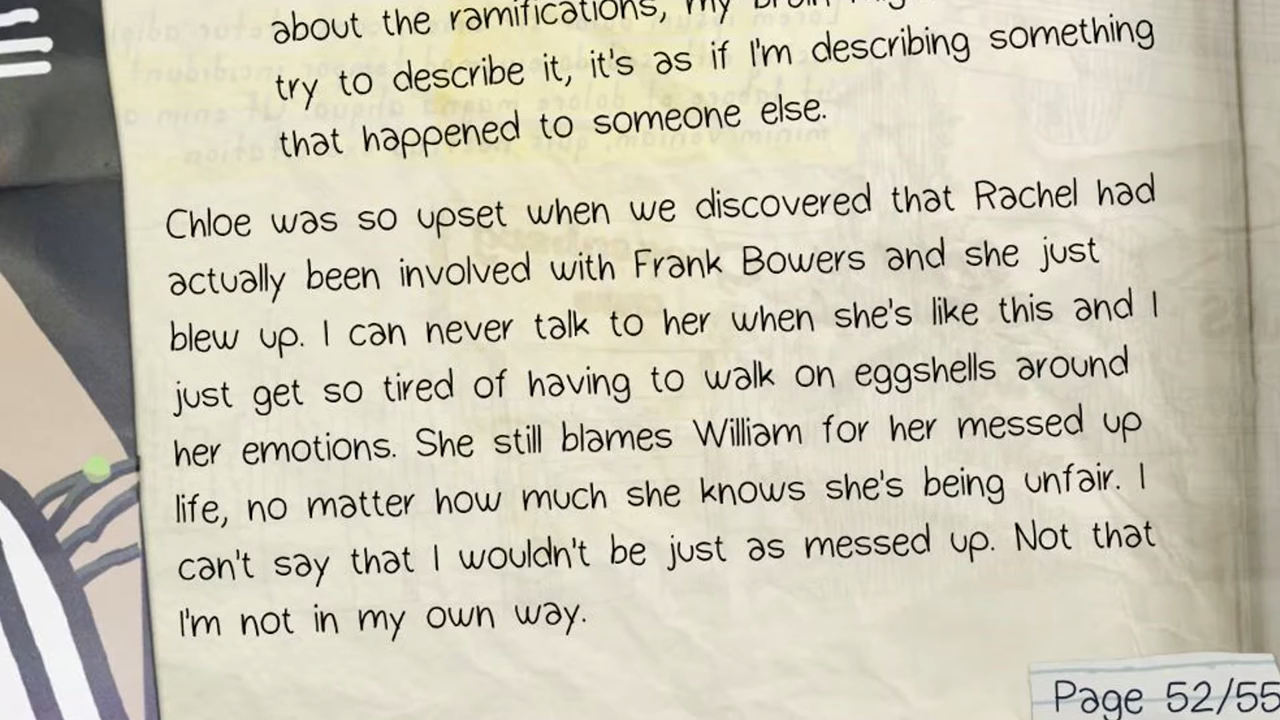 about the ramifications, my brain
try to describe it, it's as if I'm describing something
that happened to someone else.
Chloe was so upset when we discovered that Rachel had
actually been involved with Frank Bowers and she just
blew up. I can never talk to her when she's like this and I
just get so tired of having to walk on eggshells around
her emotions. She still blames William for her messed up
life, no matter how much she knows she's being unfair. I
can't say that I wouldn't be just as messed up. Not that
I'm not in my own way.
Page 52/55